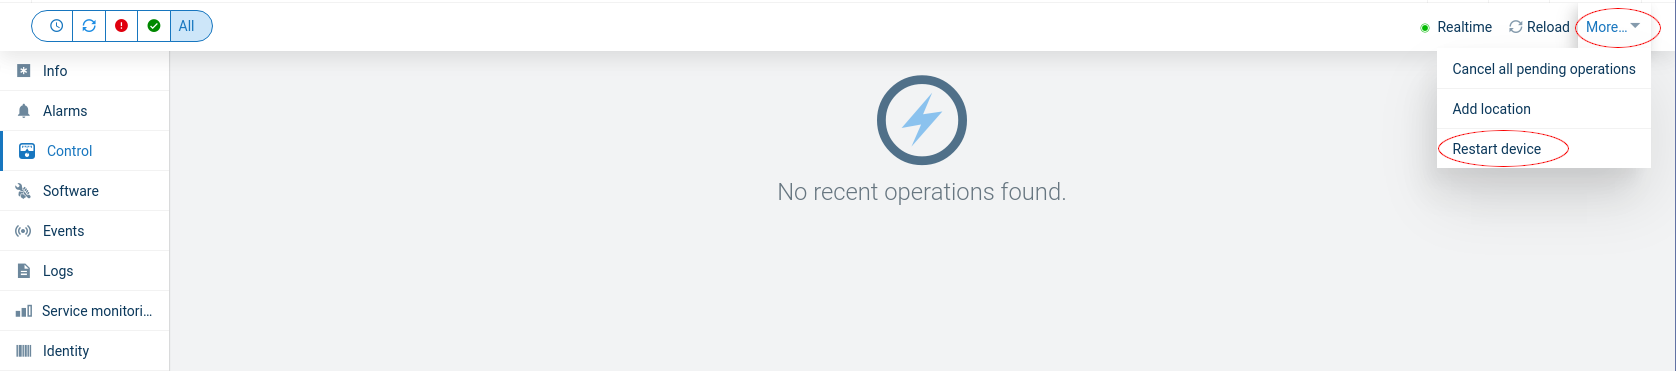 All
Realtime
Reload
More...
Info
Alarms
Control
Software
Events
Logs
Service monitori...
Identity
No recent operations found.
Cancel all pending operations
Add location
Restart device